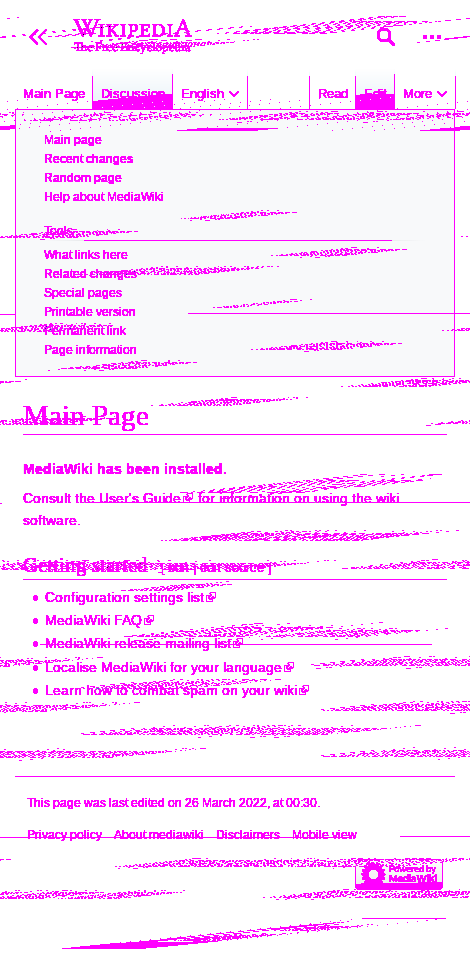 WIKIPEDIA
The Free Encyclopedia
Main Page Discussion English Read Edit More
Main page
Recent changes
Random page
Help about MediaWiki
Tools
What links here
Related changes
Special pages
Printable version
Permanent link
Page information
Main Page
MediaWiki has been installed.
Consult the User's Guide for information on using the wiki
software.
Getting started [edit | edit source]
Configuration settings list
MediaWiki FAQ
MediaWiki release mailing list
Localise MediaWiki for your language
Learn how to combat spam on your wiki
This page was last edited on 26 March 2022, at 00:30.
Privacy policy About mediawiki Disclaimers Mobile view
Powered by
MediaWiki